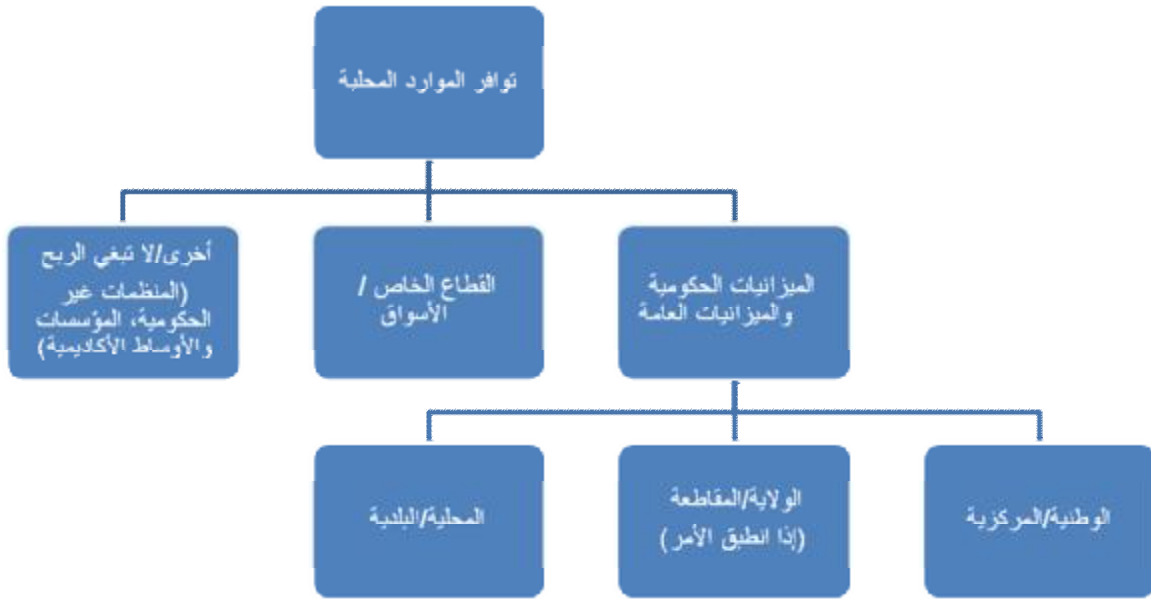 توافر الموارد المحلية
الميزانيات الحكومية
والميزانيات العامة
القطاع الخاص /
الأسواق
أخرى/لا تبغي الربح
(المنظمات غير
الحكومية، المؤسسات
والأوساط الأكاديمية)
الوطنية/المركزية
الولاية/المقاطعة
(إذا انطبق الأمر)
المحلية/البلدية